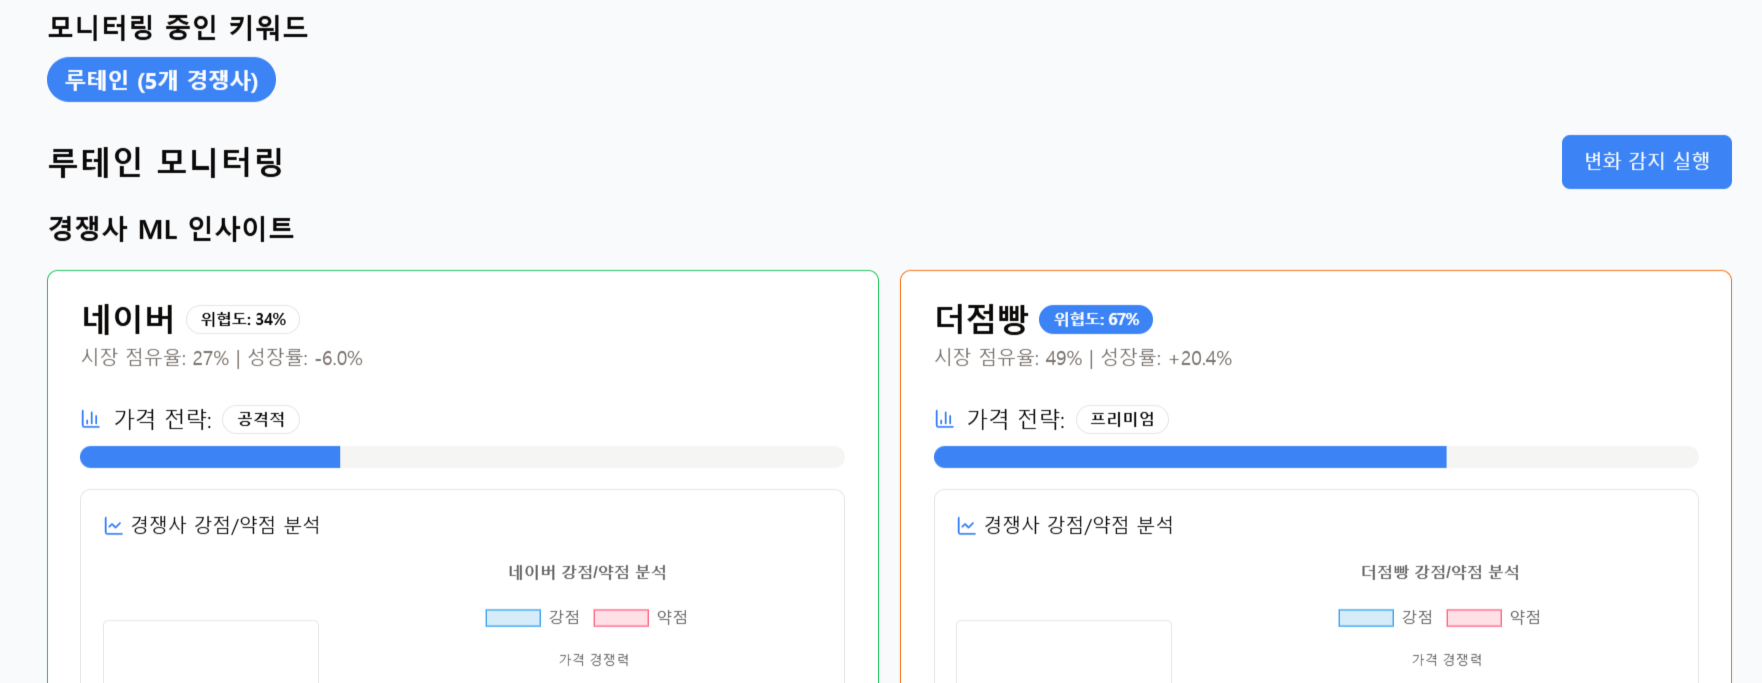 모니터링 중인 키워드
루테인 (5개 경쟁사)
루테인 모니터링
변화 감지 실행
경쟁사 ML 인사이트
네이버 위협도: 34%
시장 점유율: 27% | 성장률: -6.0%
가격 전략: 공격적
경쟁사 강점/약점 분석
네이버 강점/약점 분석
강점 약점
가격 경쟁력
더점빵 위협도: 67%
시장 점유율: 49% | 성장률: +20.4%
가격 전략: 프리미엄
경쟁사 강점/약점 분석
더점빵 강점/약점 분석
강점 약점
가격 경쟁력